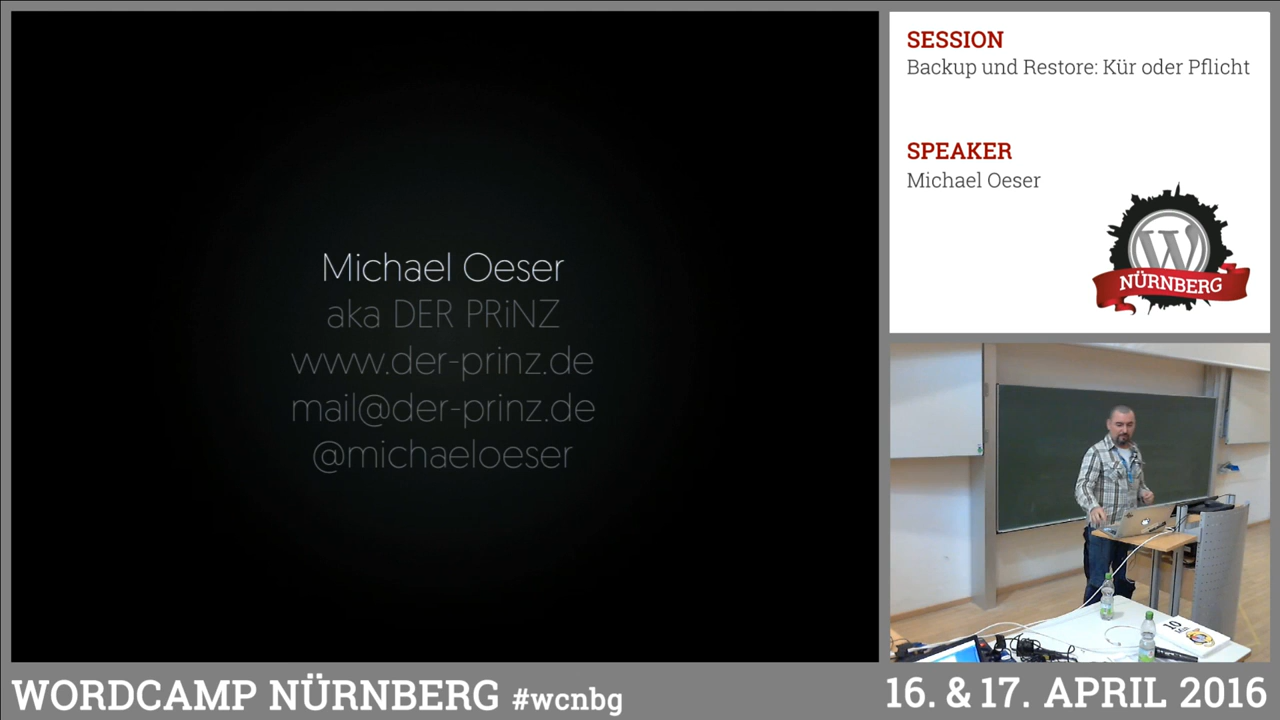 Michael Oeser
aka DER PRiNZ
www.der-prinz.de
mail@der-prinz.de
@michaeloeser
SESSION
Backup und Restore: Kür oder Pflicht
SPEAKER
Michael Oeser
W
NÜRNBERG
10
WORDCAMP NÜRNBERG #wcnbg
16. & 17. APRIL 2016